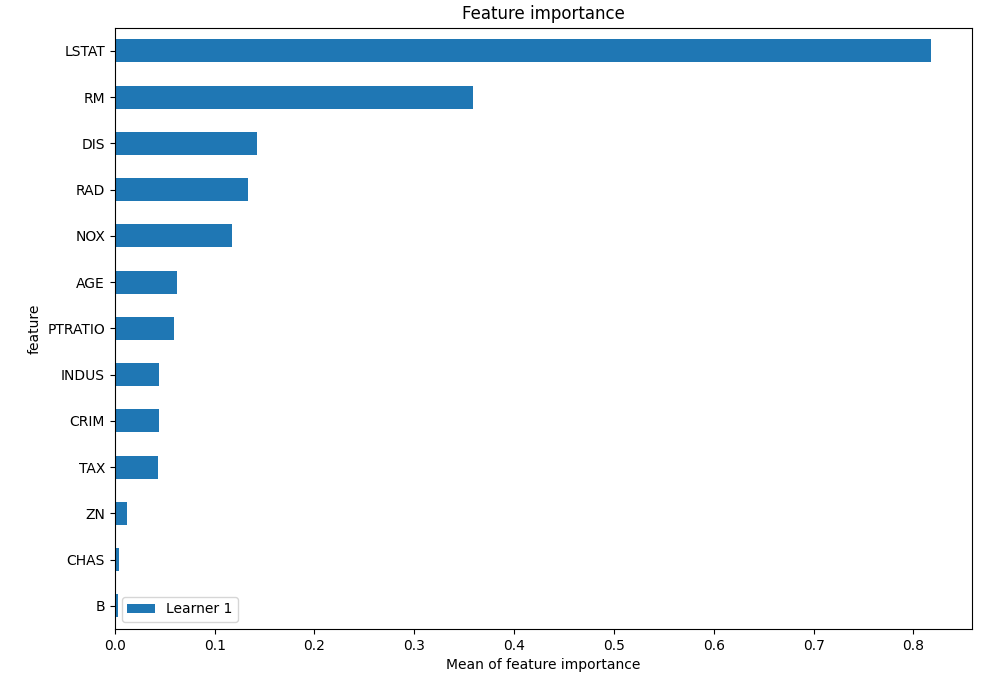 Feature importance
LSTAT
RM
DIS
RAD
NOX
AGE
PTRATIO
INDUS
CRIM
TAX
ZN
CHAS
B
feature
Learner 1
0.0 0.1 0.2 0.3 0.4 0.5 0.6 0.7 0.8
Mean of feature importance